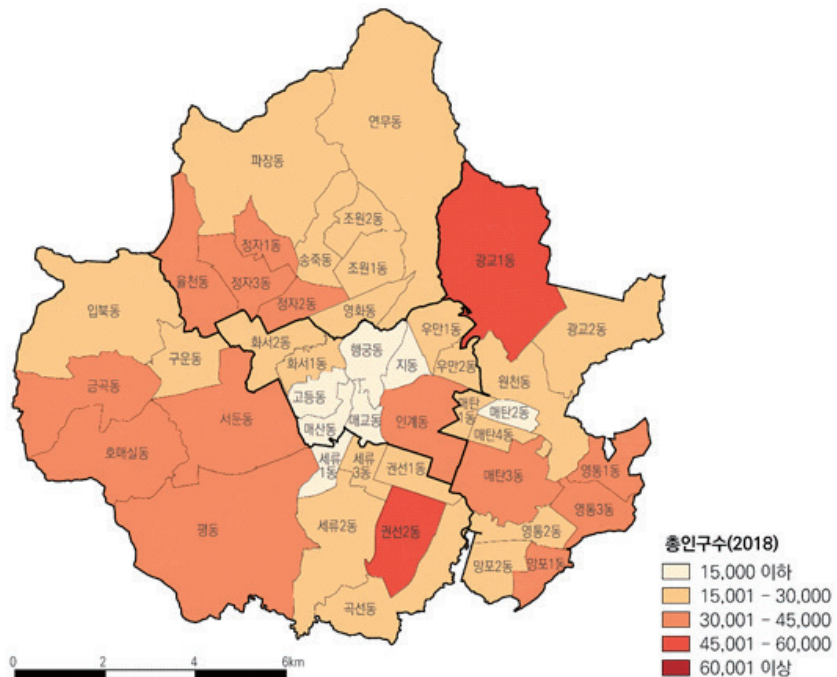 연무동
파장동
조원2동
정자1동
송죽동
조원1동
광교1동
율천동
정자3동
정자2동
영화동
입북동
광교2동
우만1동
화서2동
행궁동
구운동
화서1동
지동
우만2동
원천동
금곡동
고등동
매탄
1동
매탄2동
서둔동
매산동
매교동
인계동
매탄4동
호매실동
세류
1동
세류
3동
권선1동
매탄3동
영통1동
평동
세류2동
권선2동
영통3동
영통2동
망포2동
망포1동
곡선동
총인구수(2018)
15,000 이하
15,001 - 30,000
30,001 - 45,000
45,001 - 60,000
60,001 이상
0 2 4 6km